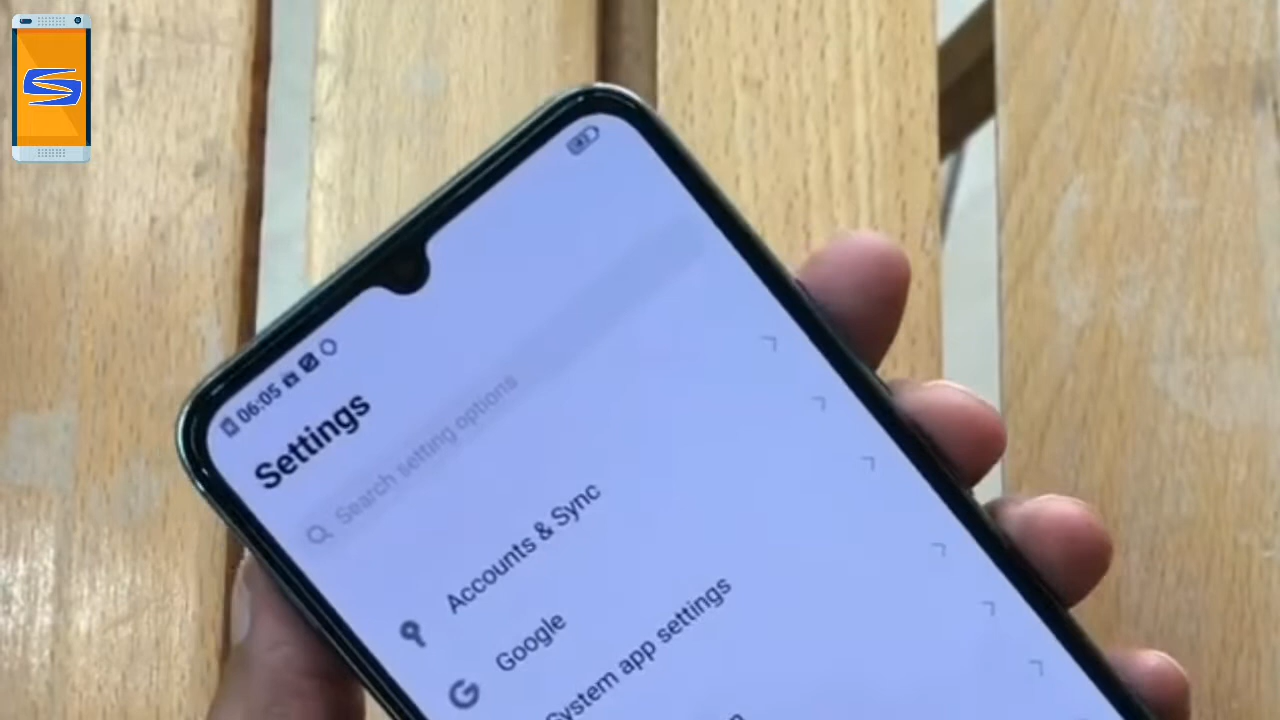 06:05
Settings
Search setting options
Accounts & Sync
Google
System app settings